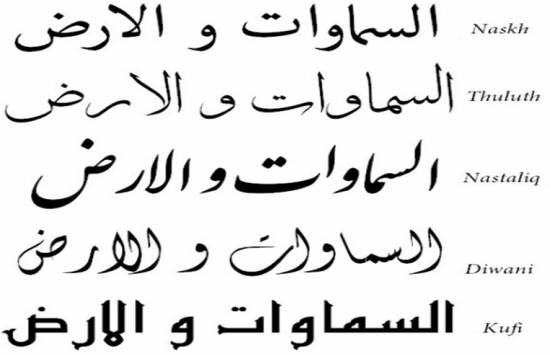 السماوات و الارض Naskh
السماوات و الارض Thuluth
السماوات و الارض Nastaliq
السماوات و الارض Diwani
السماوات و الارض Kufi